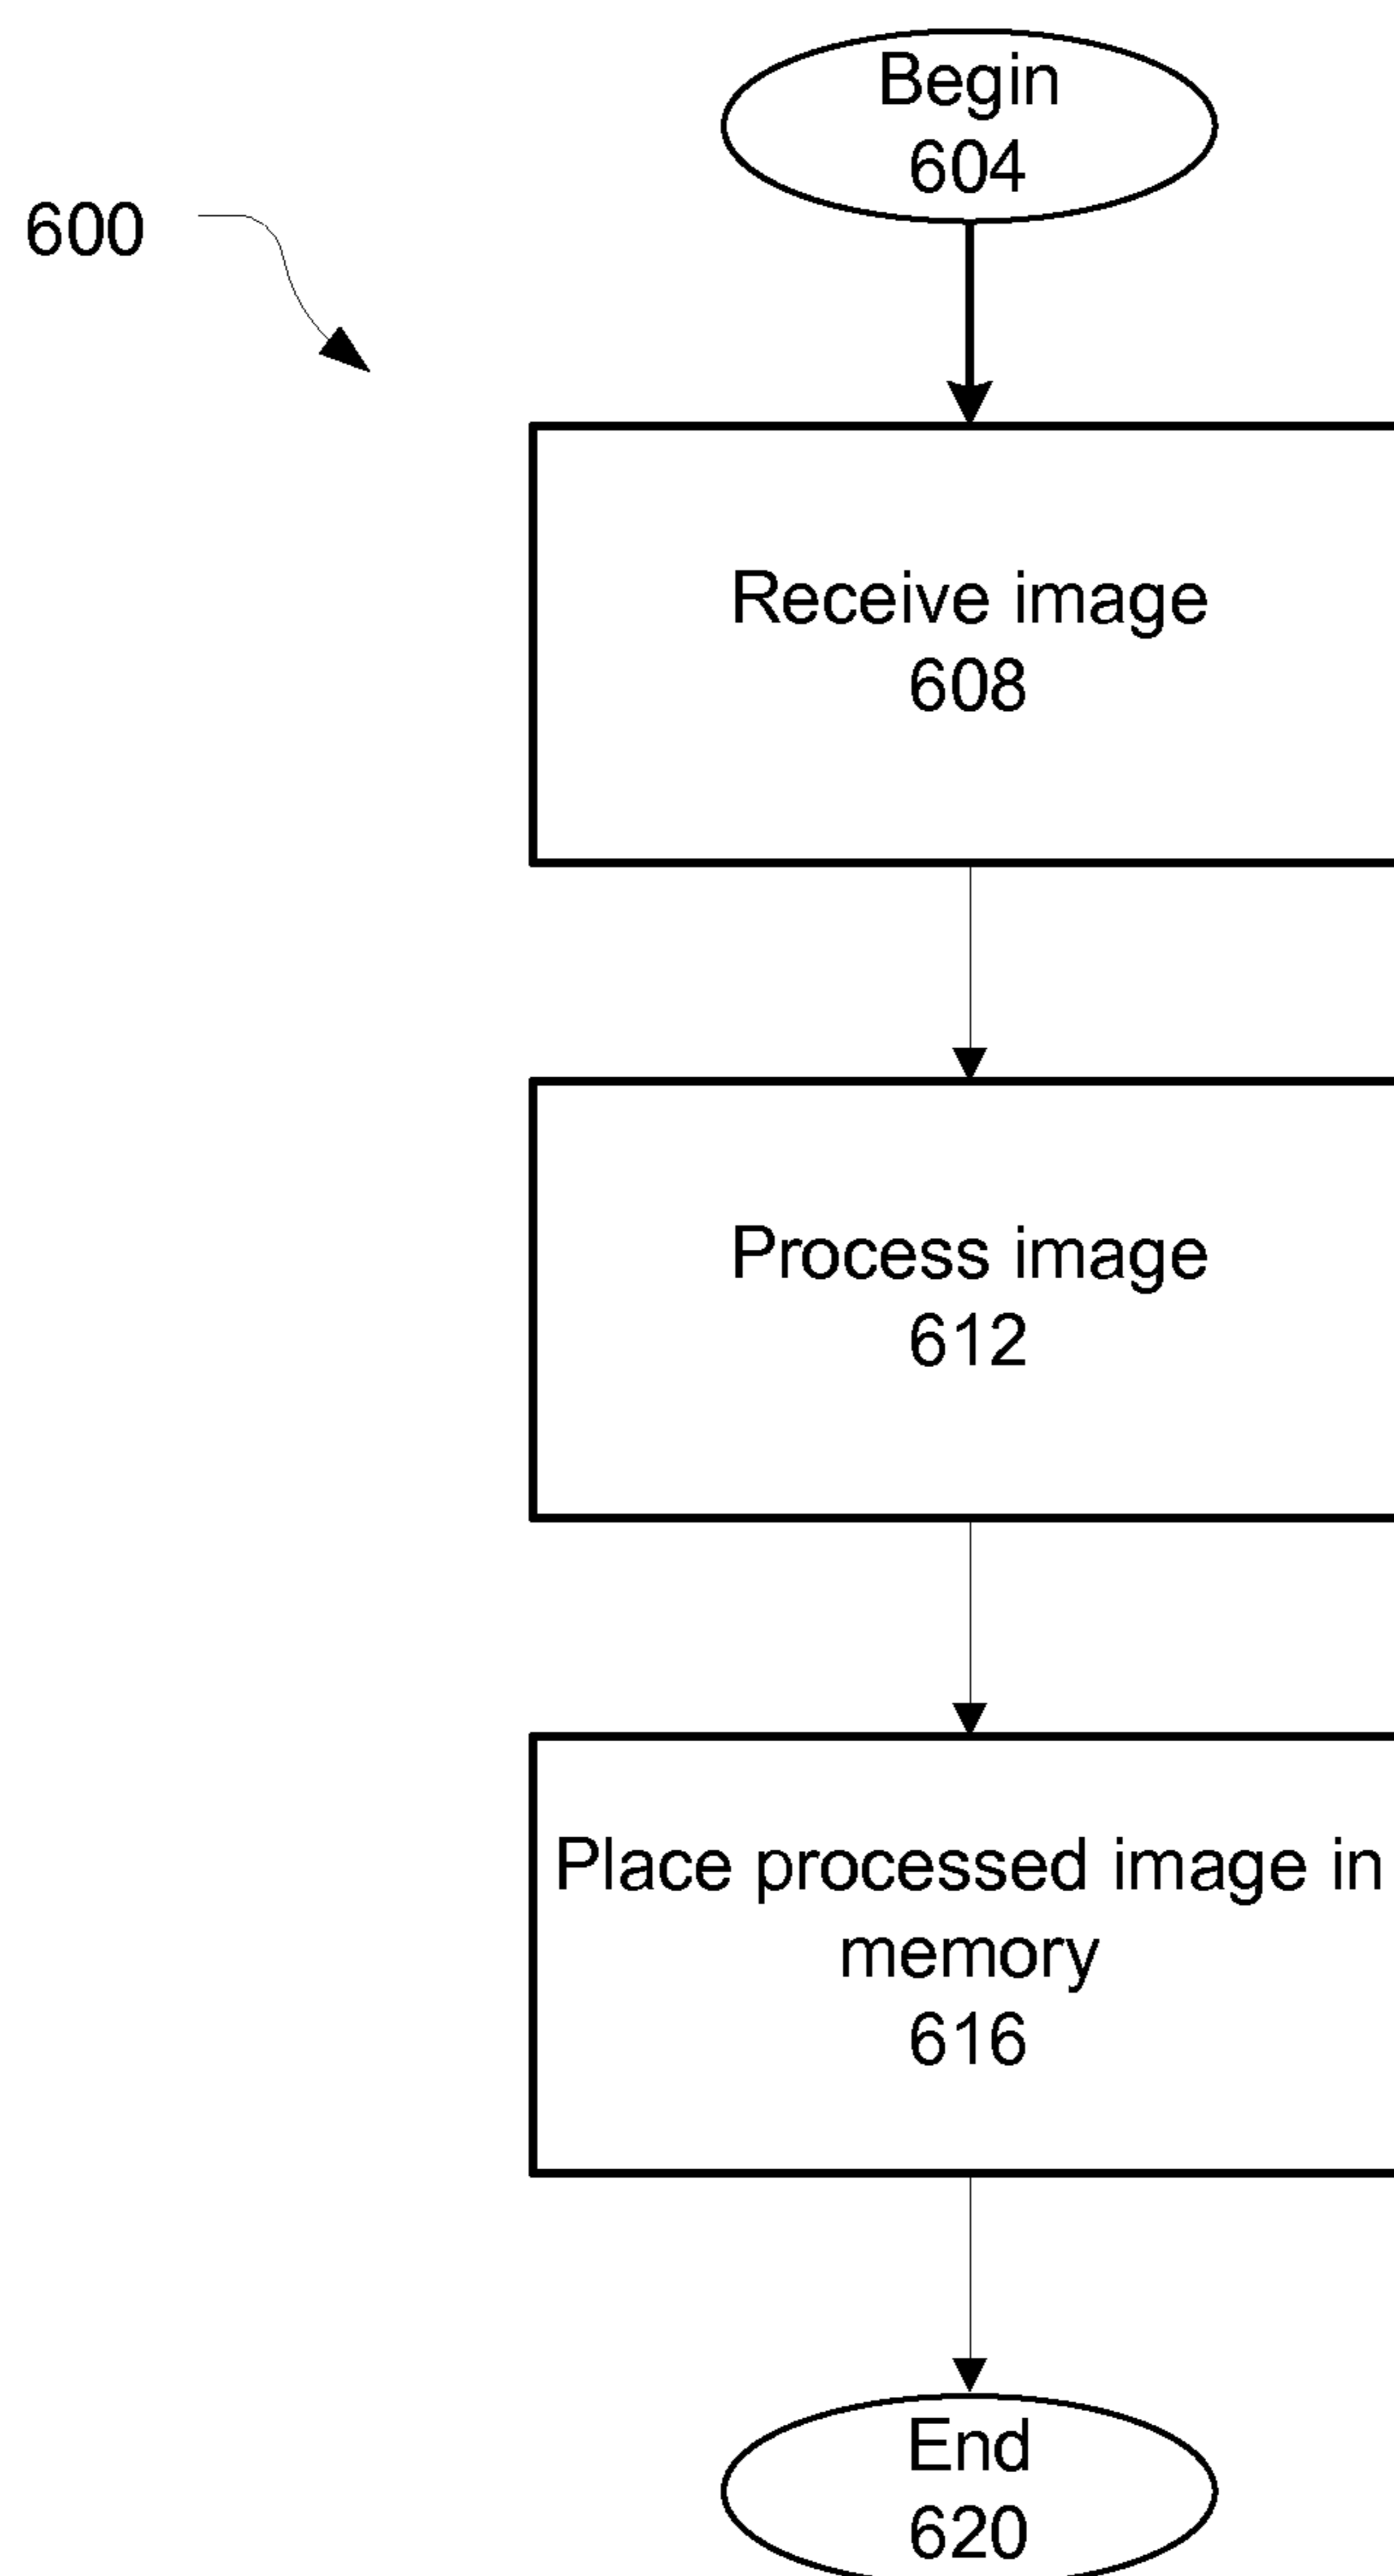 Begin
604
600
Receive image
608
Process image
612
Place processed image in
memory
616
End
620